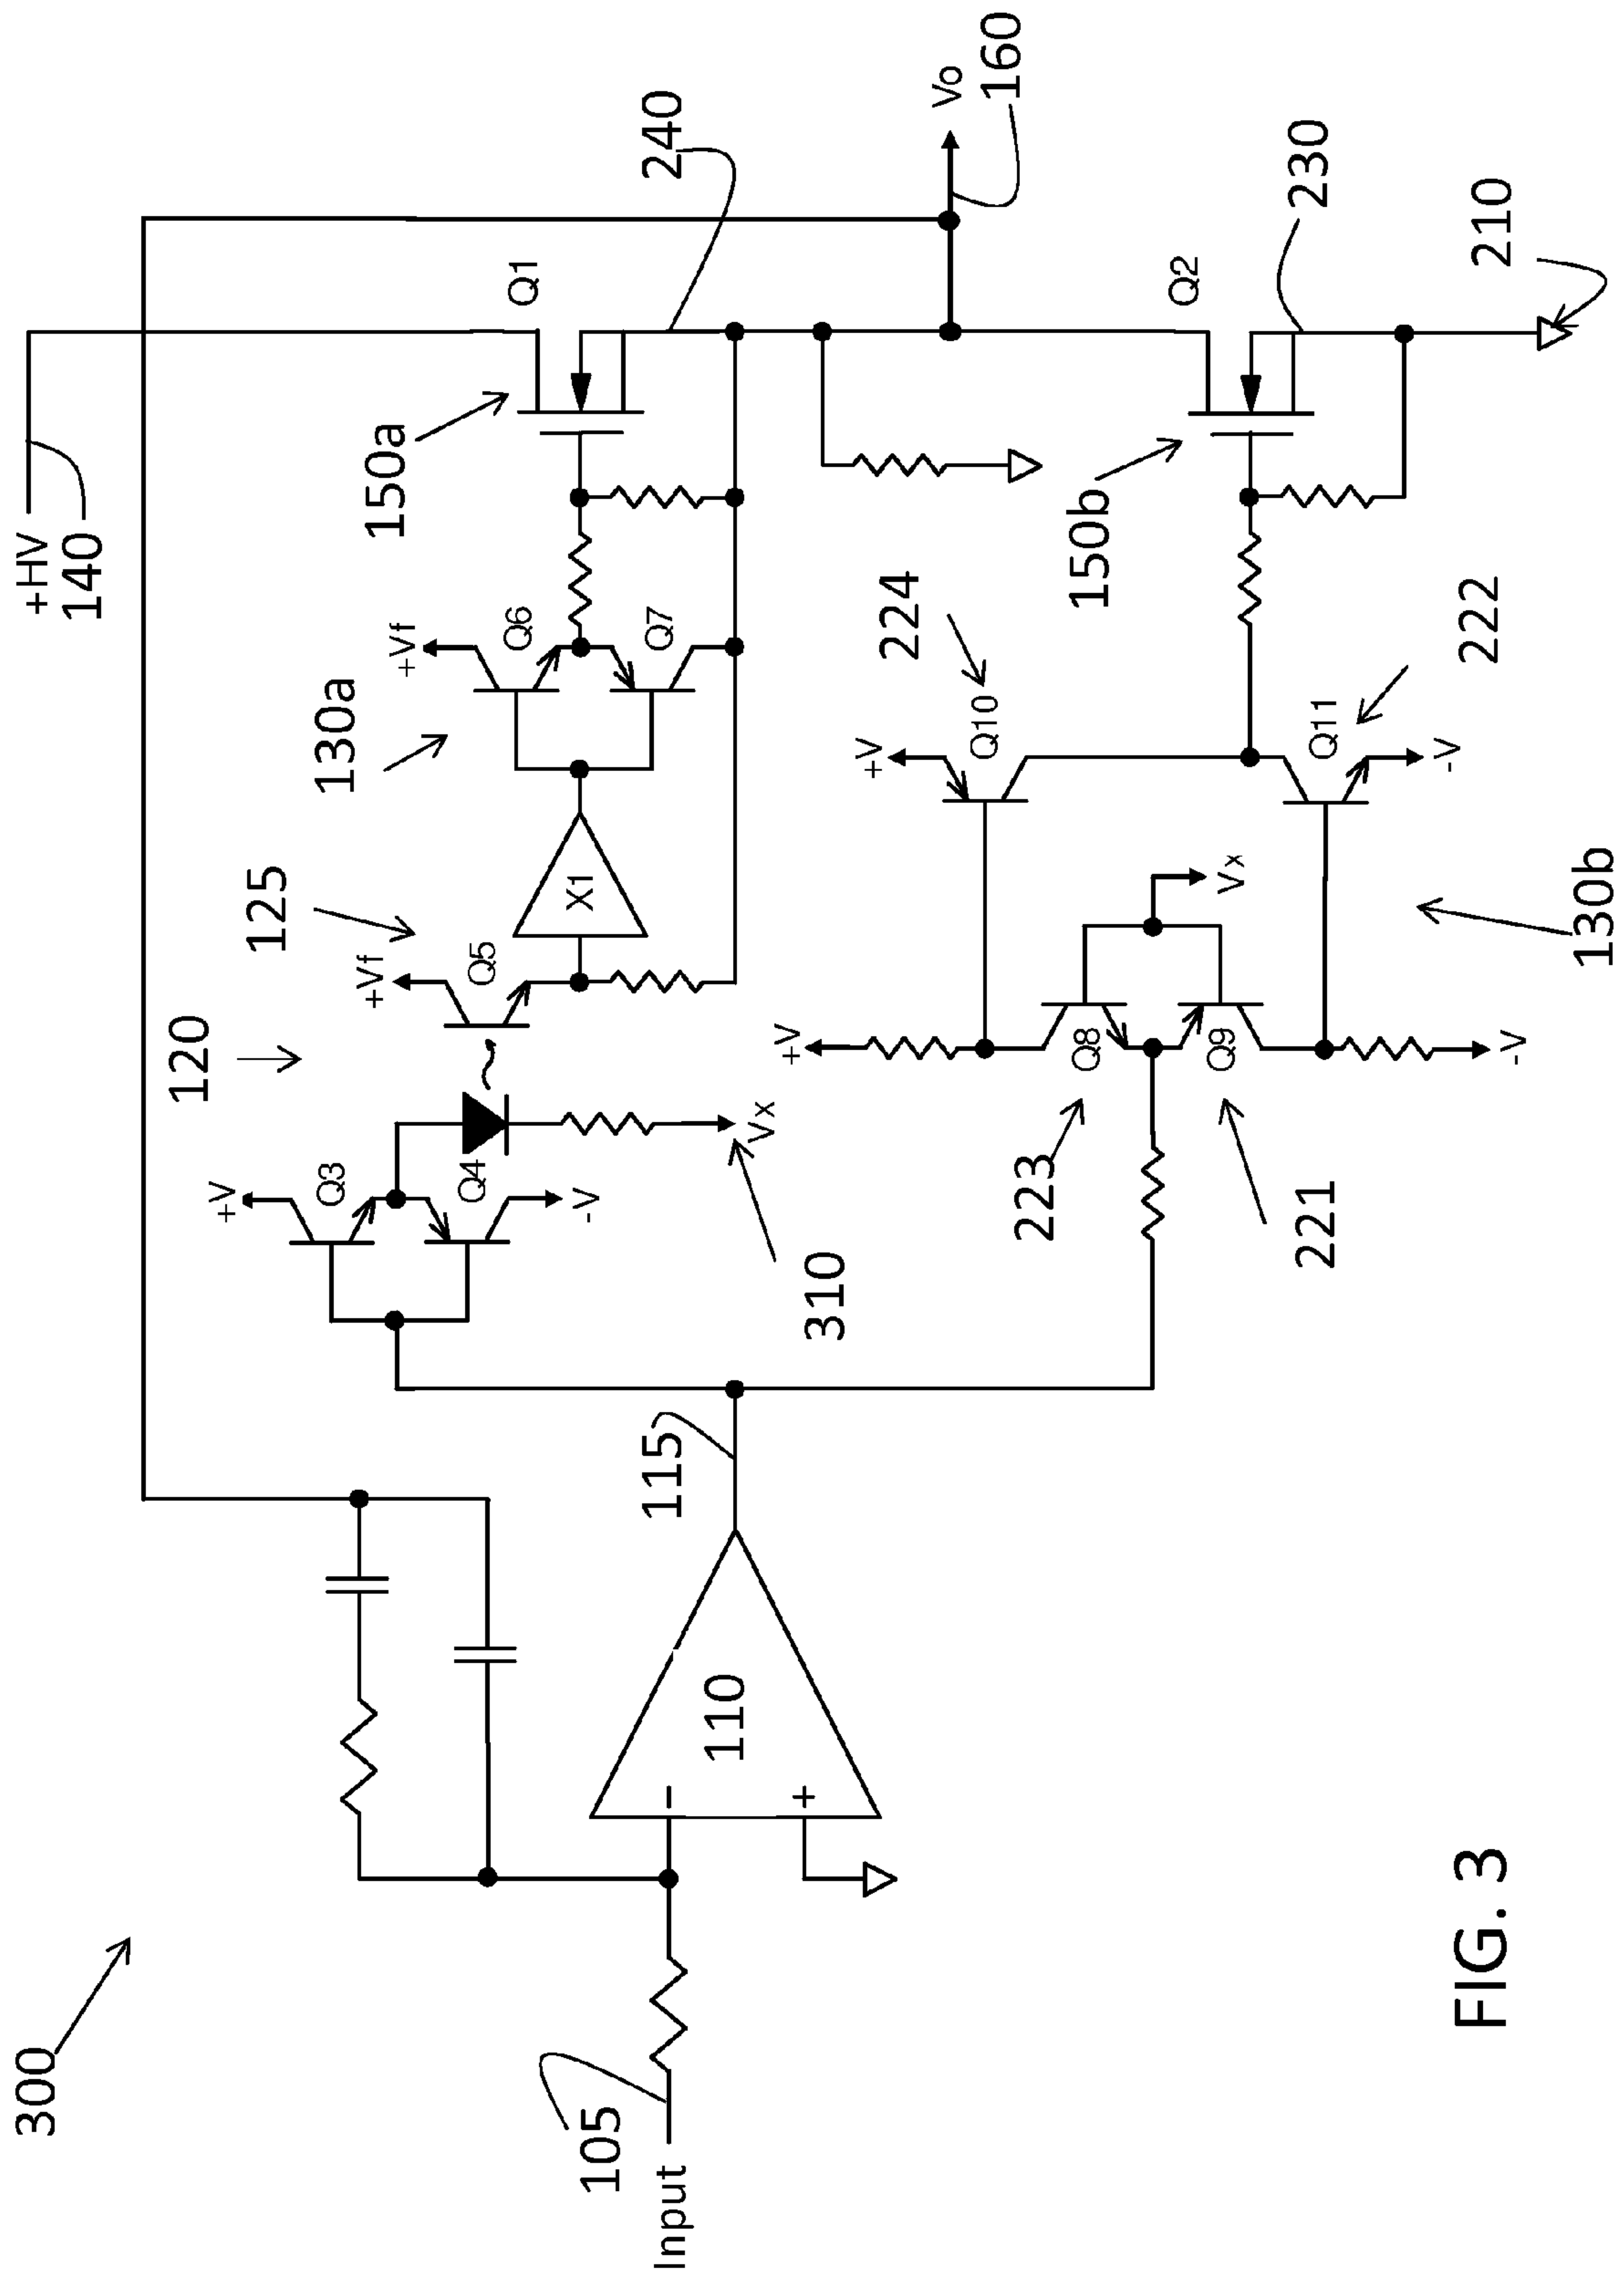 300
+HV
140
Q1
150a
240
Vo
160
+Vf
Q6
Q7
130a
125
+Vf
Q5
X1
120
+V
Q3
Q4
-V
Vx
310
115
110
-
+
105
Input
Q2
150b
230
210
224
+V
Q10
222
Q11
-V
Vx
130b
+V
Q8
Q9
-V
223
221
FIG. 3